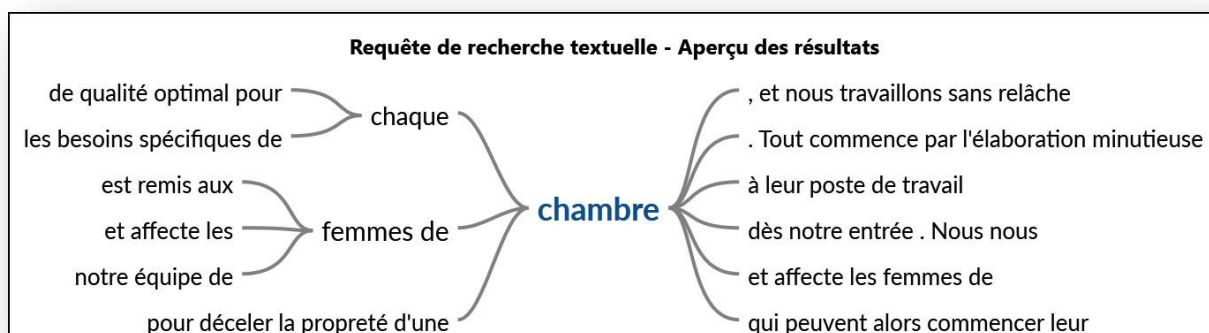 Requête de recherche textuelle - Aperçu des résultats
de qualité optimal pour
les besoins spécifiques de
chaque
est remis aux
et affecte les
notre équipe de
femmes de
pour déceler la propreté d'une
chambre
, et nous travaillons sans relâche
. Tout commence par l'élaboration minutieuse
à leur poste de travail
dès notre entrée . Nous nous
et affecte les femmes de
qui peuvent alors commencer leur